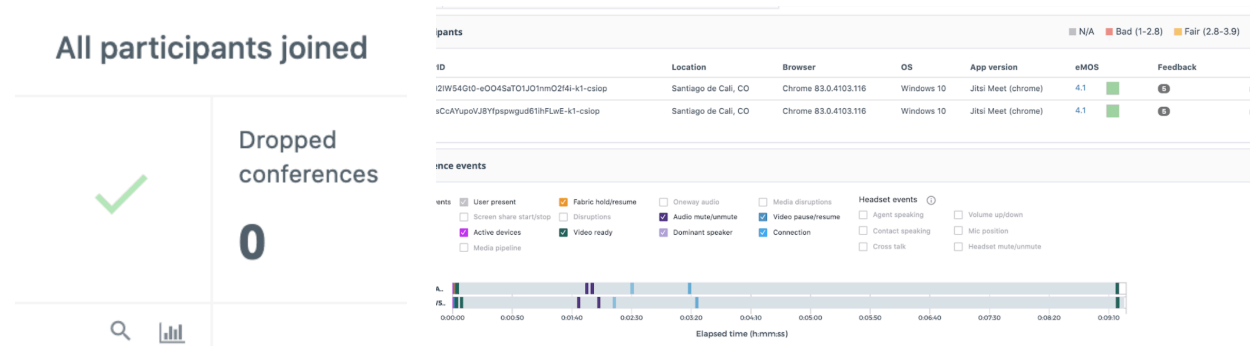 All participants joined
Dropped
conferences
0
ipants
N/A Bad (1-2.8) Fair (2.8-3.9)
ID Location Browser OS App version eMOS Feedback
Santiago de Cali, CO Chrome 83.0.4103.116 Windows 10 Jitsi Meet (chrome) 4.1 5
sCcAYupoVJ8Yfpspwgud61ihFLwE-k1-csiop Santiago de Cali, CO Chrome 83.0.4103.116 Windows 10 Jitsi Meet (chrome) 4.1 5
ence events
vents User present Fabric hold/resume Oneway audio Media disruptions Headset events
Screen share start/stop Disruptions Audio mute/unmute Video pause/resume Agent speaking Volume up/down
Active devices Video ready Dominant speaker Connection Contact speaking Mic position
Media pipeline Cross talk Headset mute/unmute
A..
/S..
0:00:00 0:00:50 0:01:40 0:02:30 0:03:20 0:04:10 0:05:00 0:05:50 0:06:40 0:07:30 0:08:20 0:09:10
Elapsed time (h:mm:ss)